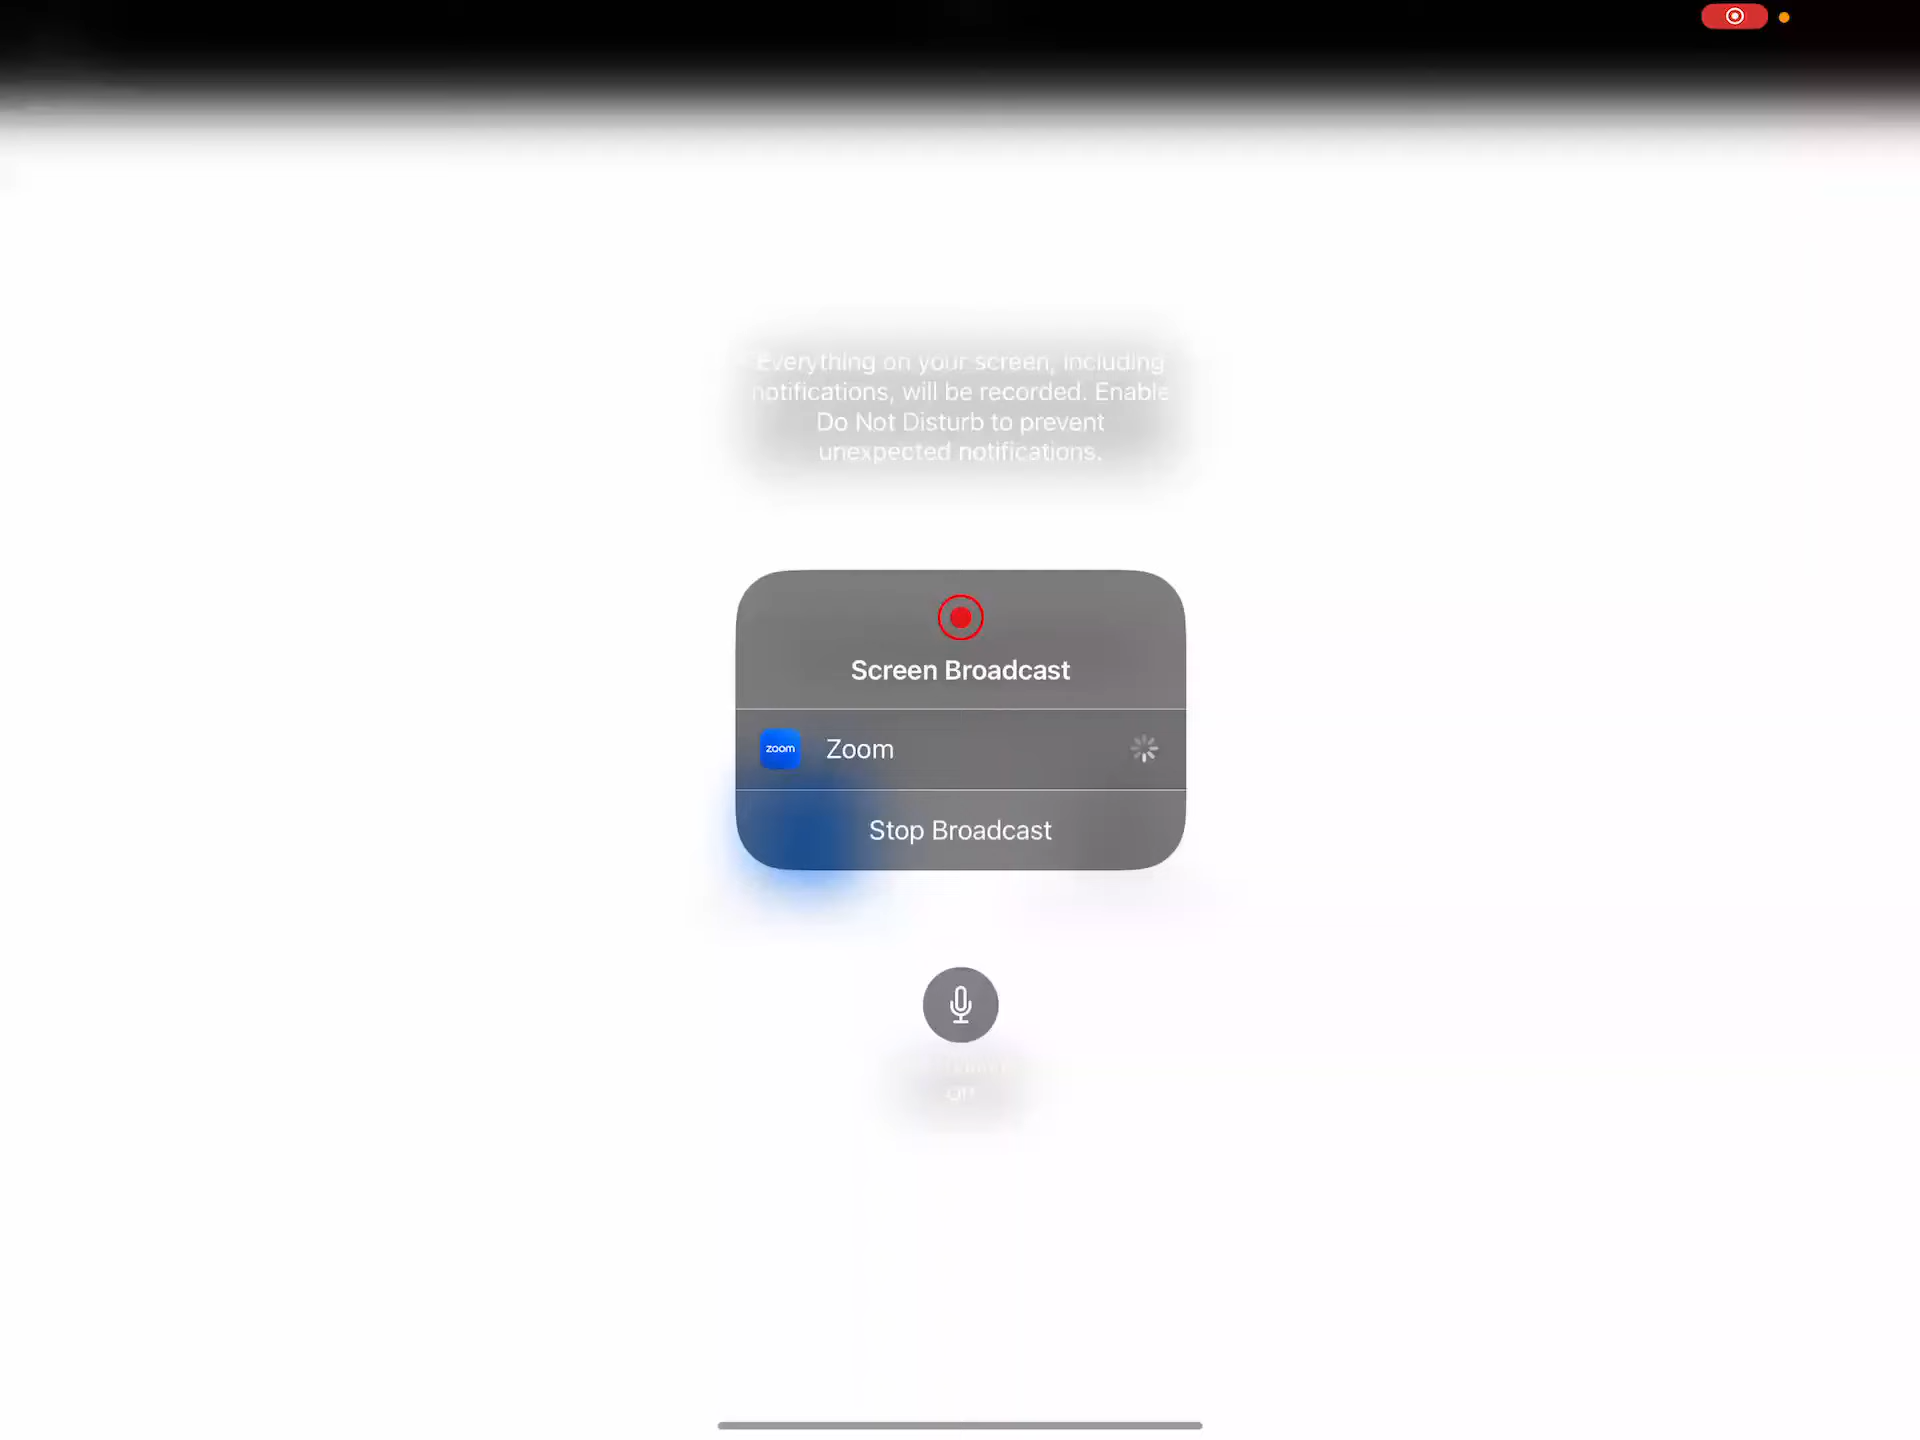 Everything on your screen, including
notifications, will be recorded. Enable
Do Not Disturb to prevent
unexpected notifications.
Screen Broadcast
zoom
Zoom
Stop Broadcast
Off